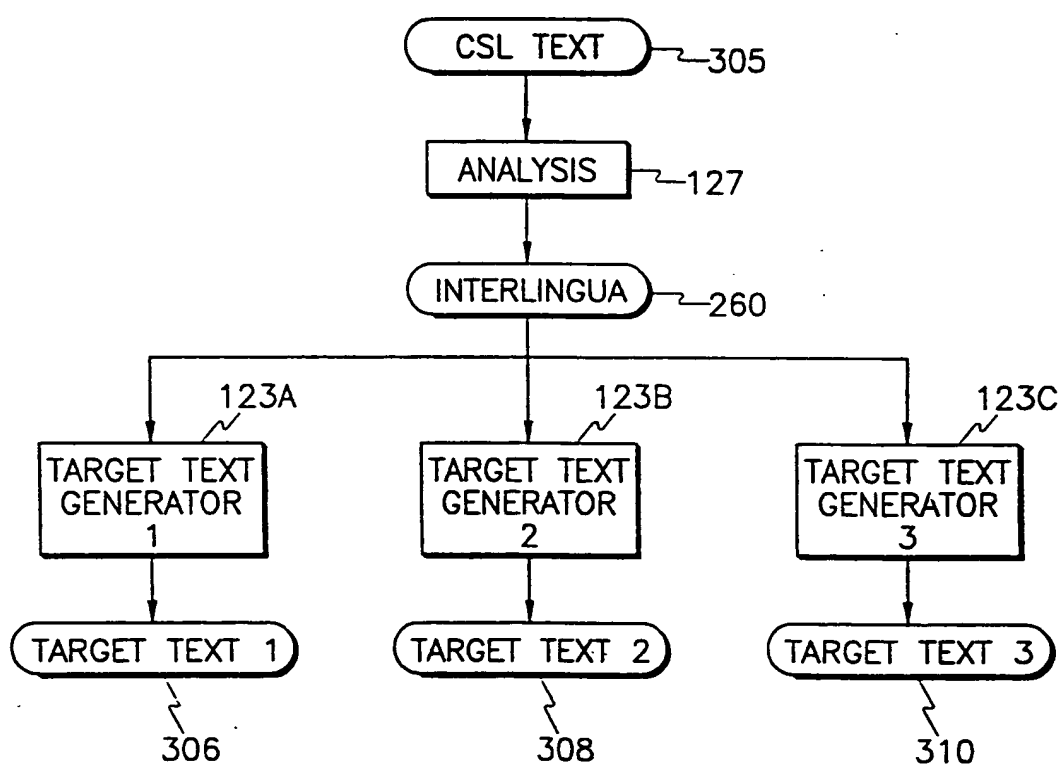 CSL TEXT
305
ANALYSIS
127
INTERLINGUA
260
123A
123B
123C
TARGET TEXT
GENERATOR
1
TARGET TEXT
GENERATOR
2
TARGET TEXT
GENERATOR
3
TARGET TEXT 1
TARGET TEXT 2
TARGET TEXT 3
306
308
310